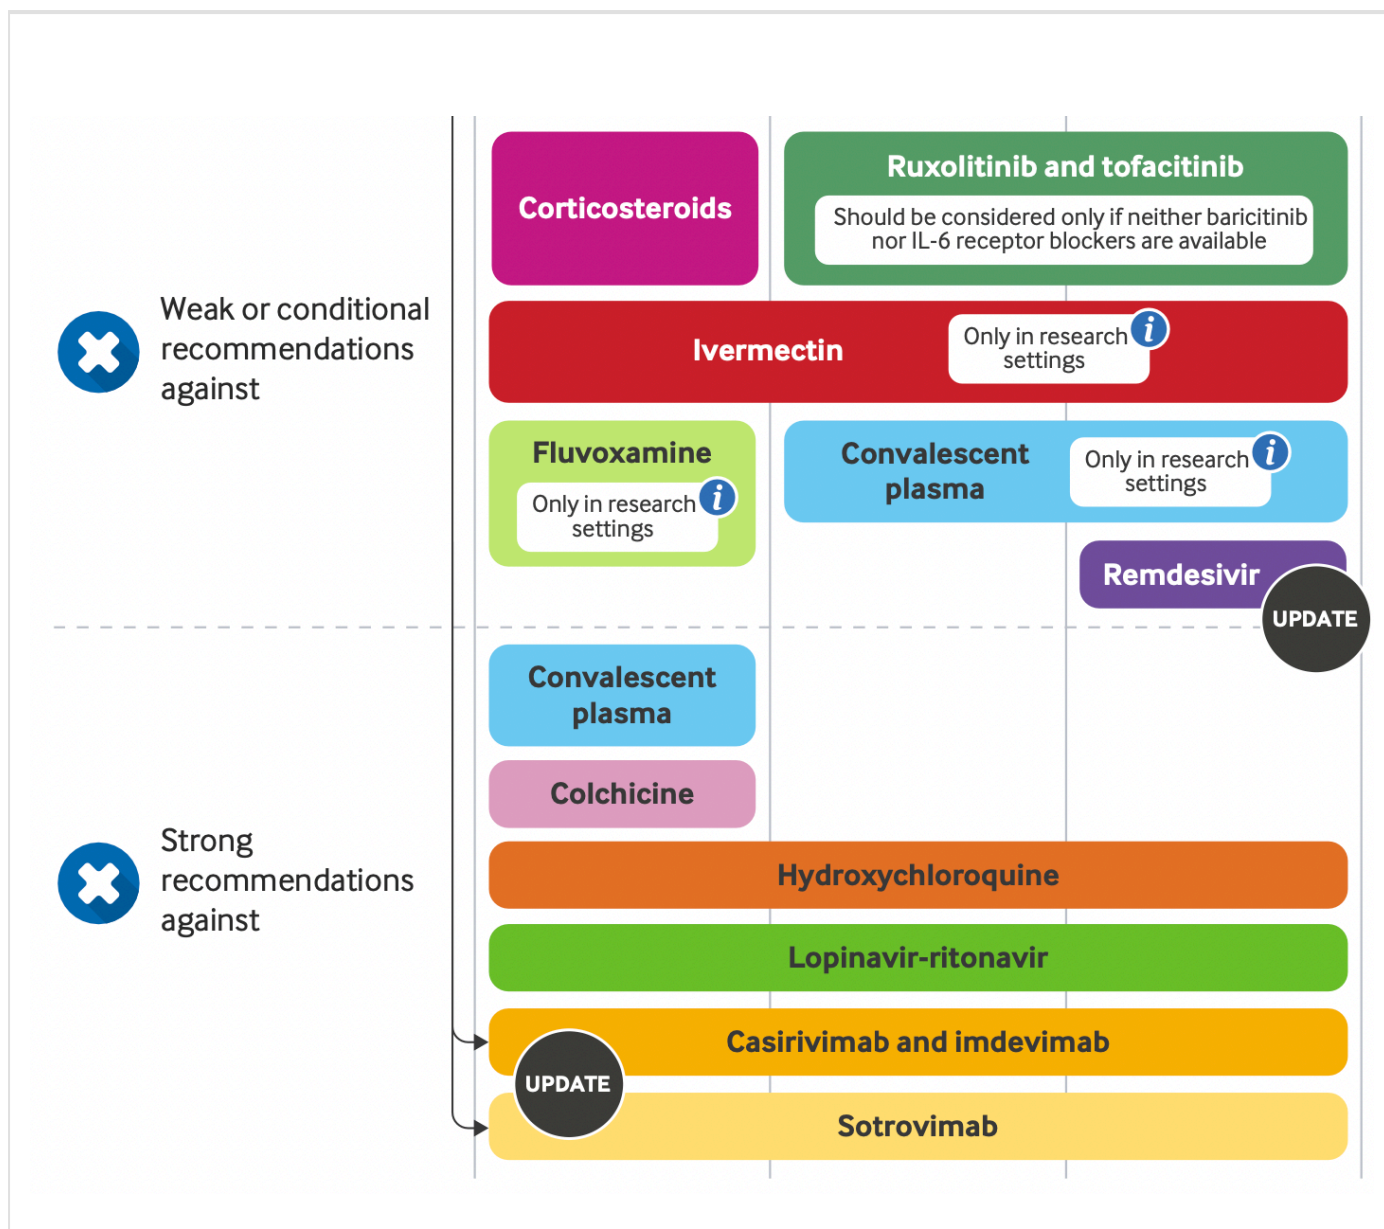 Weak or conditional
recommendations
against
Corticosteroids
Ruxolitinib and tofacitinib
Should be considered only if neither baricitinib
nor IL-6 receptor blockers are available
Ivermectin
Only in research
settings
i
Fluvoxamine
Only in research
settings
i
Convalescent
plasma
Only in research
settings
i
Remdesivir
UPDATE
Strong
recommendations
against
Convalescent
plasma
Colchicine
Hydroxychloroquine
Lopinavir-ritonavir
Casirivimab and imdevimab
UPDATE
Sotrovimab